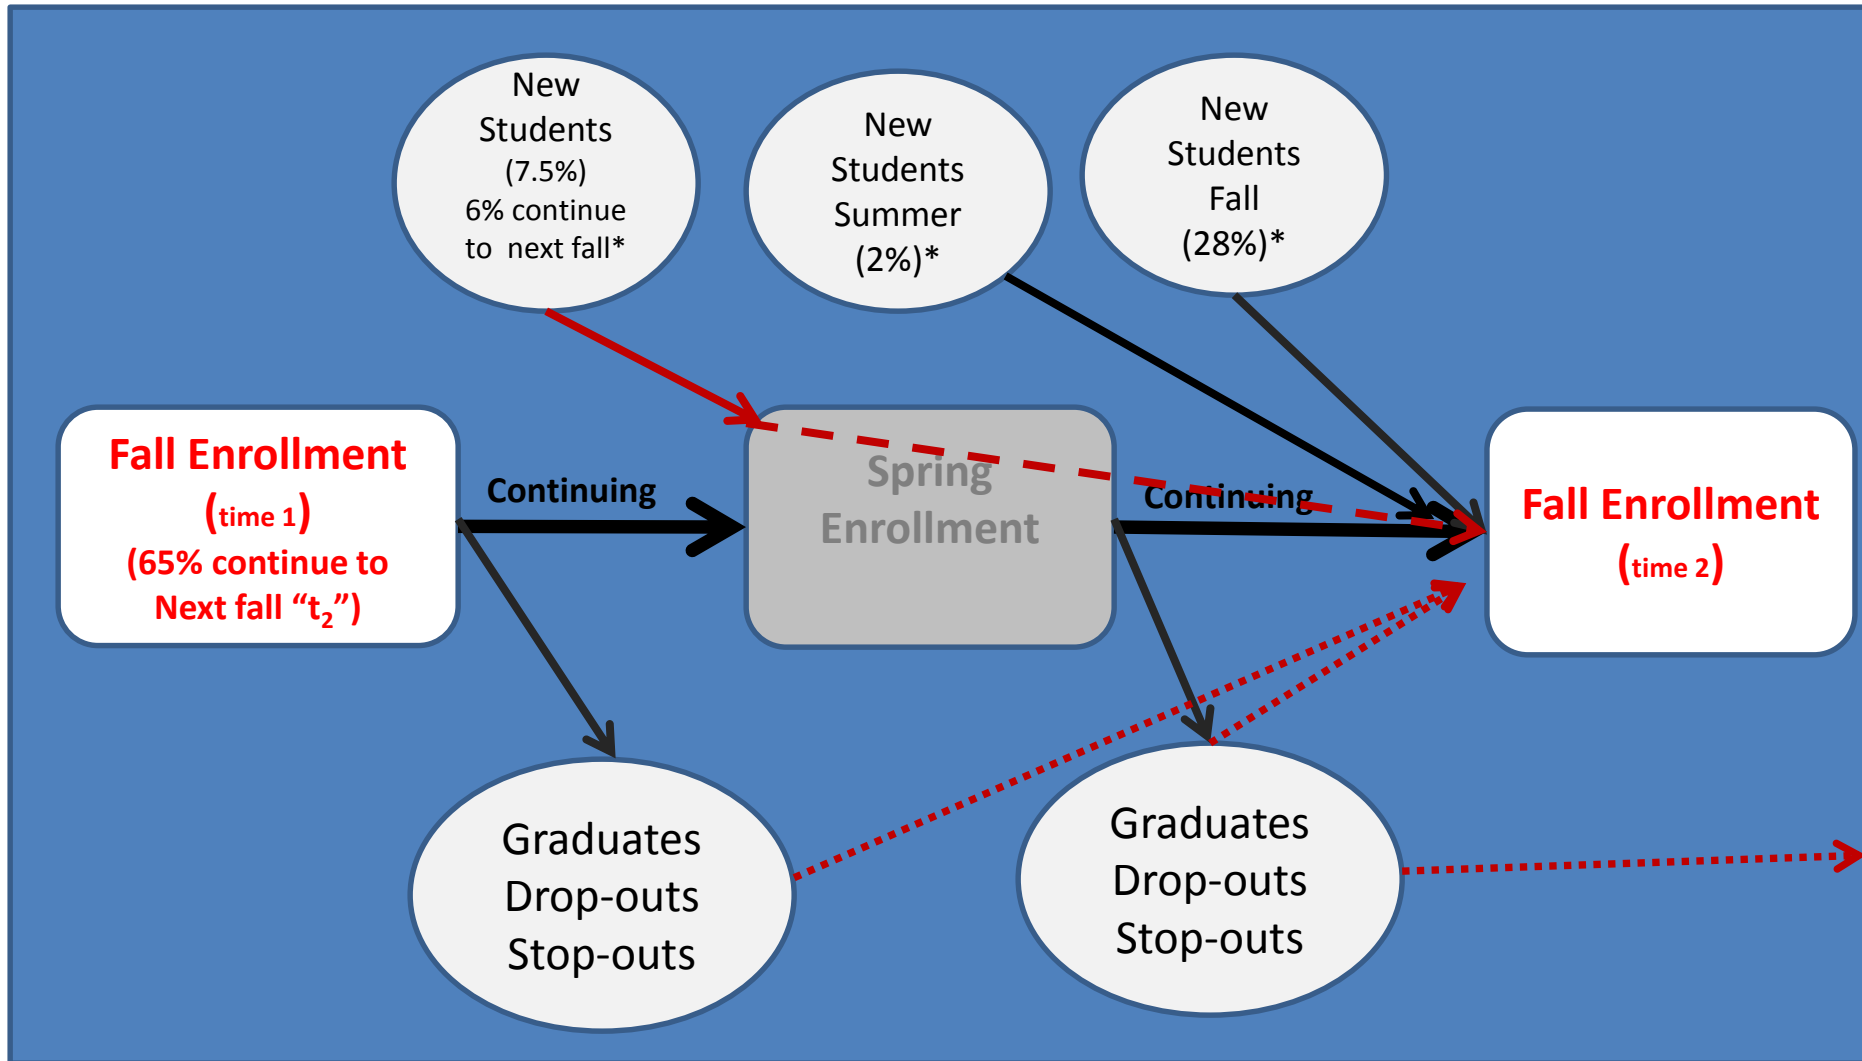 New
Students
(7.5%)
6% continue
to next fall*
New
Students
Summer
(2%)*
New
Students
Fall
(28%)*
Fall Enrollment
(time 1)
(65% continue to
Next fall “t₂”)
Continuing
Spring
Enrollment
Continuing
Fall Enrollment
(time 2)
Graduates
Drop-outs
Stop-outs
Graduates
Drop-outs
Stop-outs